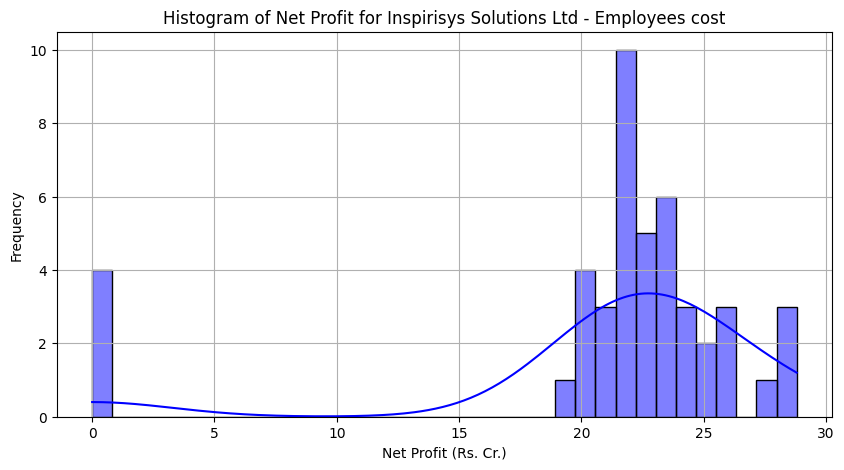 Histogram of Net Profit for Inspirisys Solutions Ltd - Employees cost
10
8
6
4
2
0
Frequency
0 5 10 15 20 25 30
Net Profit (Rs. Cr.)